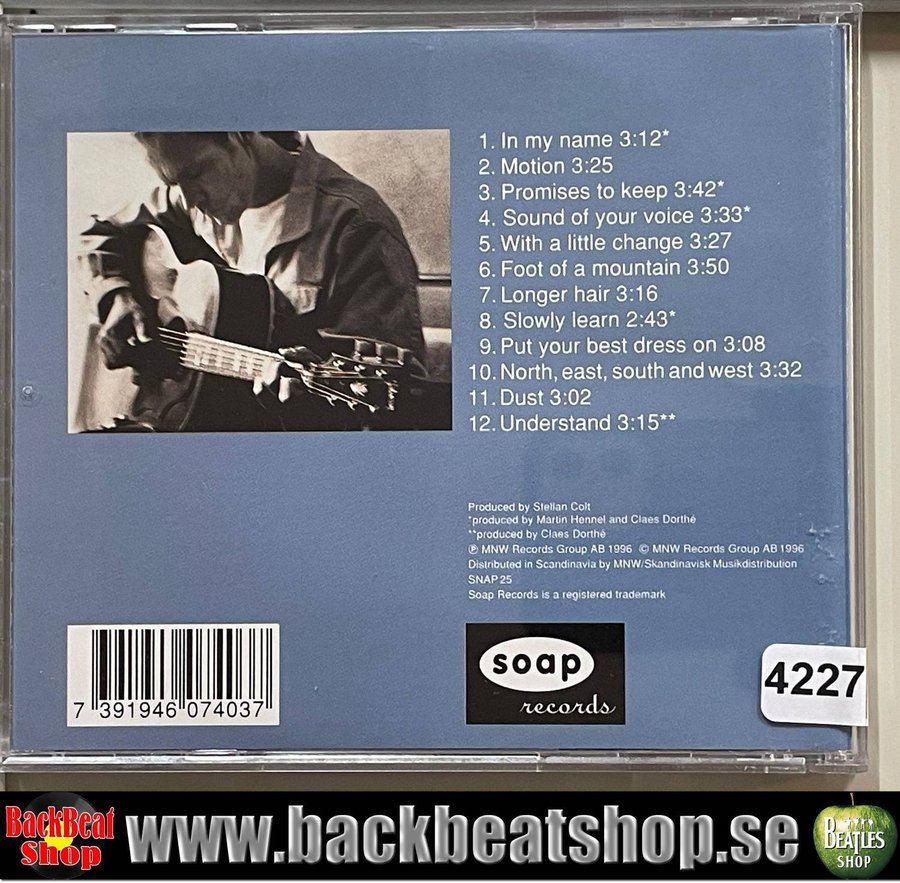 1. In my name 3:12*
2. Motion 3:25
3. Promises to keep 3:42*
4. Sound of your voice 3:33*
5. With a little change 3:27
6. Foot of a mountain 3:50
7. Longer hair 3:16
8. Slowly learn 2:43*
9. Put your best dress on 3:08
10. North, east, south and west 3:32
11. Dust 3:02
12. Understand 3:15**
Produced by Stellan Colt
*produced by Martin Hennel and Claes Dorthé
**produced by Claes Dorthé
℗ MNW Records Group AB 1996 © MNW Records Group AB 1996
Distributed in Scandinavia by MNW/Skandinavisk Musikdistribution
SNAP 25
Soap Records is a registered trademark
7 391946 074037
soap
records
4227
BackBeat
Shop
www.backbeatshop.se
BEATLES
SHOP